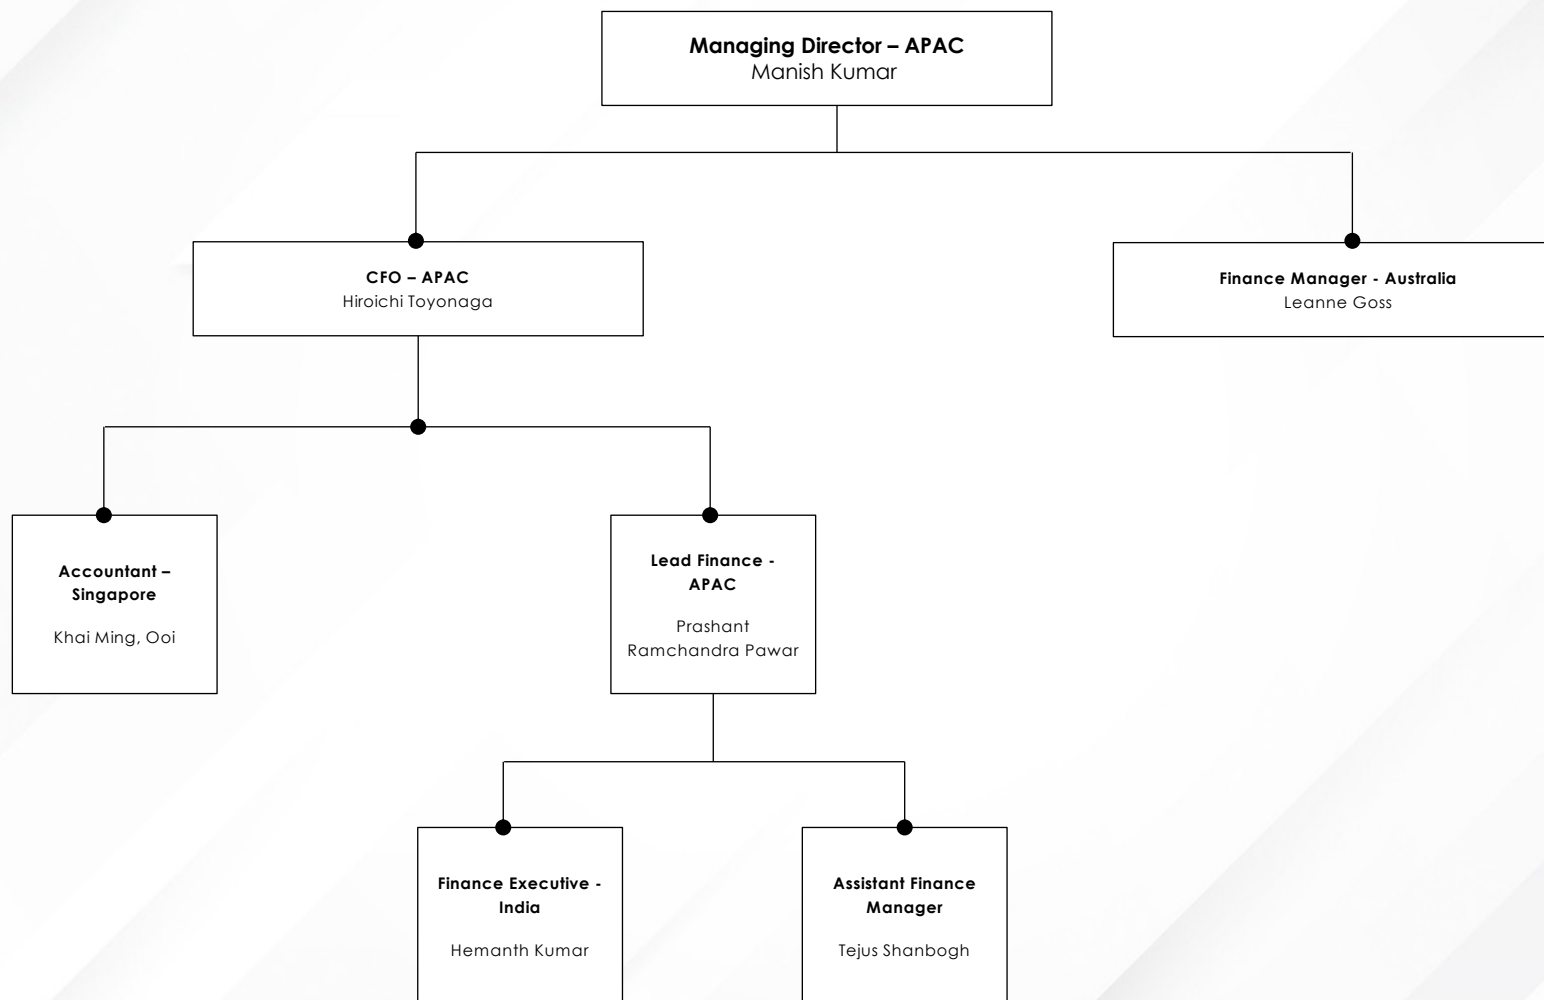 Managing Director – APAC
Manish Kumar
CFO – APAC
Hiroichi Toyonaga
Finance Manager - Australia
Leanne Goss
Accountant –
Singapore
Khai Ming, Ooi
Lead Finance -
APAC
Prashant
Ramchandra Pawar
Finance Executive -
India
Hemanth Kumar
Assistant Finance
Manager
Tejus Shanbogh